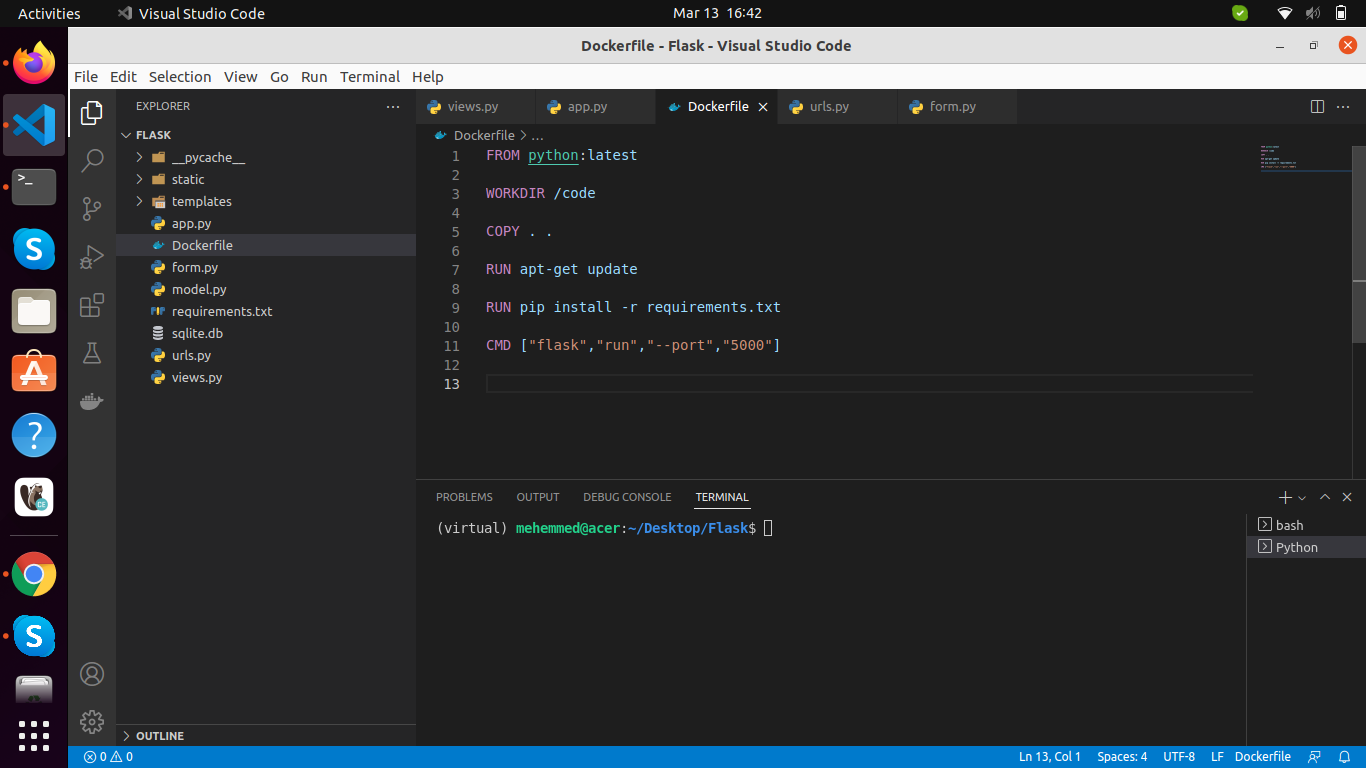 Activities
Visual Studio Code
Mar 13 16:42
Dockerfile - Flask - Visual Studio Code
File Edit Selection View Go Run Terminal Help
EXPLORER
FLASK
__pycache__
static
templates
app.py
Dockerfile
form.py
model.py
requirements.txt
sqlite.db
urls.py
views.py
OUTLINE
views.py app.py Dockerfile urls.py form.py
Dockerfile > ...
1 FROM python:latest
2
3 WORKDIR /code
4
5 COPY . .
6
7 RUN apt-get update
8
9 RUN pip install -r requirements.txt
10
11 CMD ["flask","run","--port","5000"]
12
13
PROBLEMS OUTPUT DEBUG CONSOLE TERMINAL
(virtual) mehemmed@acer:~/Desktop/Flask$
bash
Python
0 0
Ln 13, Col 1 Spaces: 4 UTF-8 LF Dockerfile